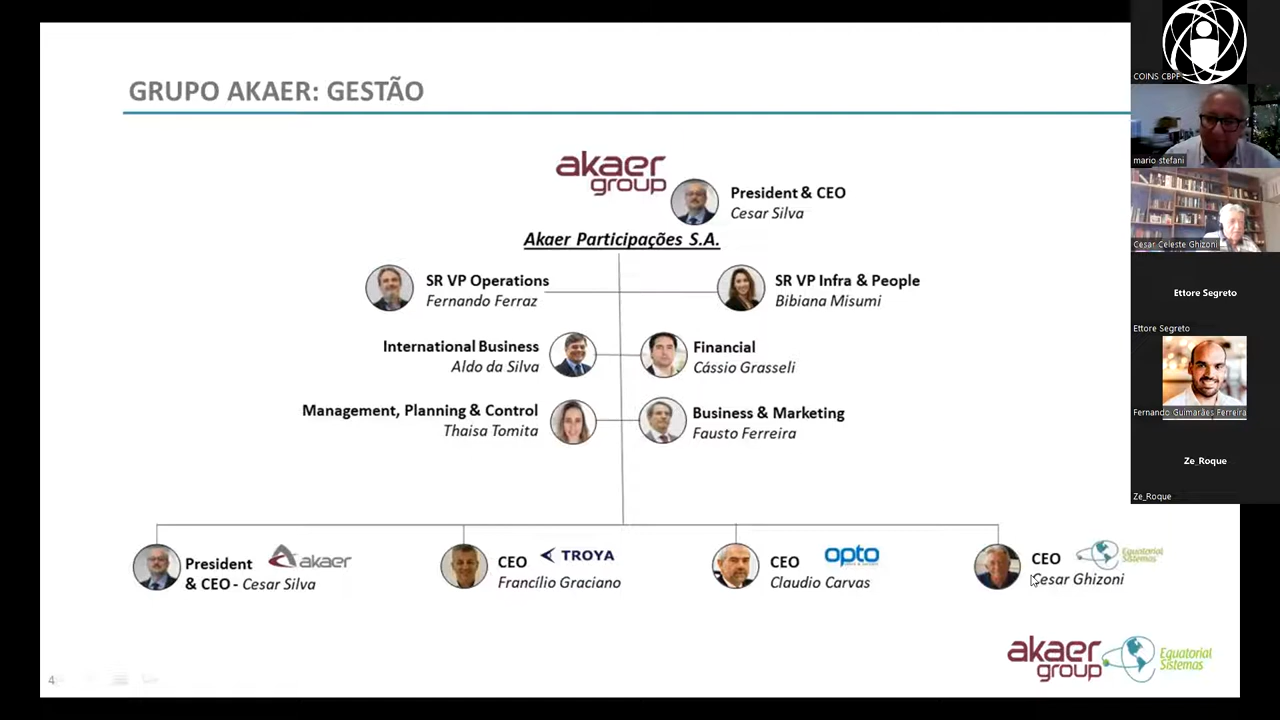 GRUPO AKAER: GESTÃO
akaer
group
President & CEO
Cesar Silva
Akaer Participações S.A.
SR VP Operations
Fernando Ferraz
SR VP Infra & People
Bibiana Misumi
International Business
Aldo da Silva
Financial
Cássio Grasseli
Management, Planning & Control
Thaisa Tomita
Business & Marketing
Fausto Ferreira
President
& CEO - Cesar Silva
akaer
CEO
TROYA
Francílio Graciano
CEO
opto
Claudio Carvas
CEO
Equatorial
Sistemas
Cesar Ghizoni
akaer
group
Equatorial
Sistemas
4
COINS CBPF
mario stefani
Cesar Celeste Ghizoni
Ettore Segreto
Ettore Segreto
Fernando Guimarães Ferreira
Ze_Roque
Ze_Roque